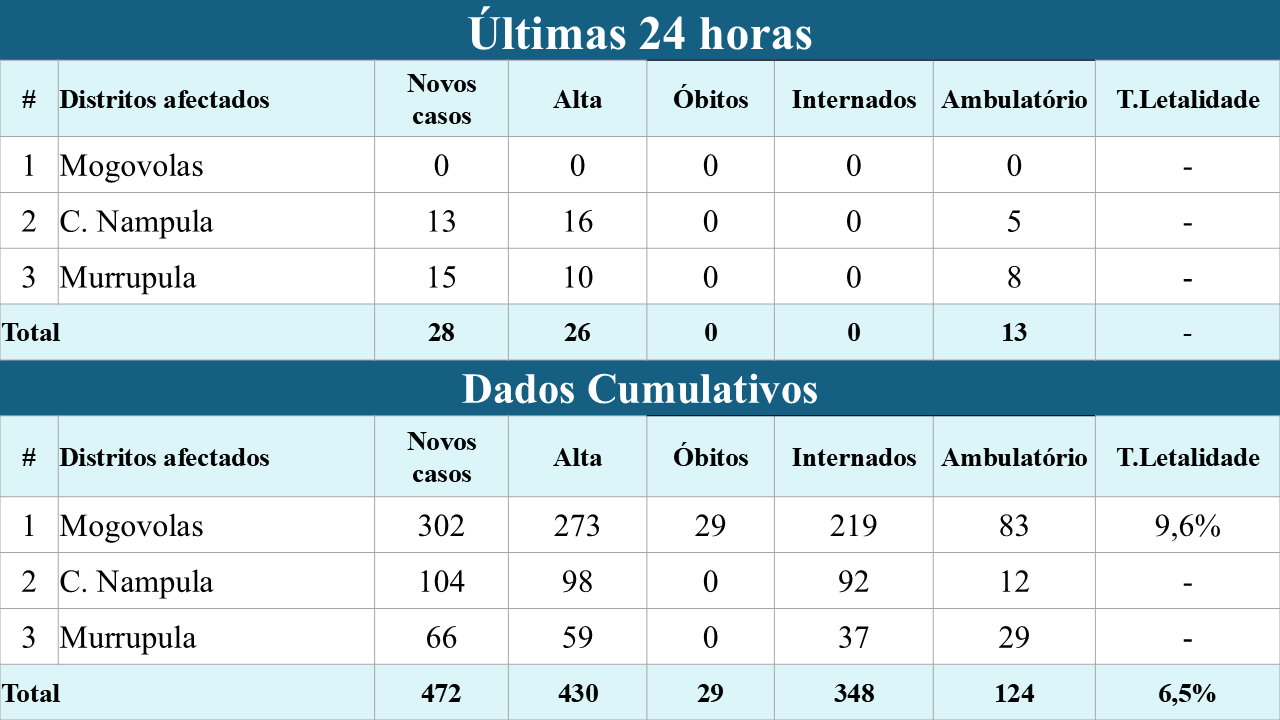 Últimas 24 horas
# Distritos afectados Novos casos Alta Óbitos Internados Ambulatório T.Letalidade
1 Mogovolas 0 0 0 0 0 -
2 C. Nampula 13 16 0 0 5 -
3 Murrupula 15 10 0 0 8 -
Total 28 26 0 0 13 -
Dados Cumulativos
# Distritos afectados Novos casos Alta Óbitos Internados Ambulatório T.Letalidade
1 Mogovolas 302 273 29 219 83 9,6%
2 C. Nampula 104 98 0 92 12 -
3 Murrupula 66 59 0 37 29 -
Total 472 430 29 348 124 6,5%